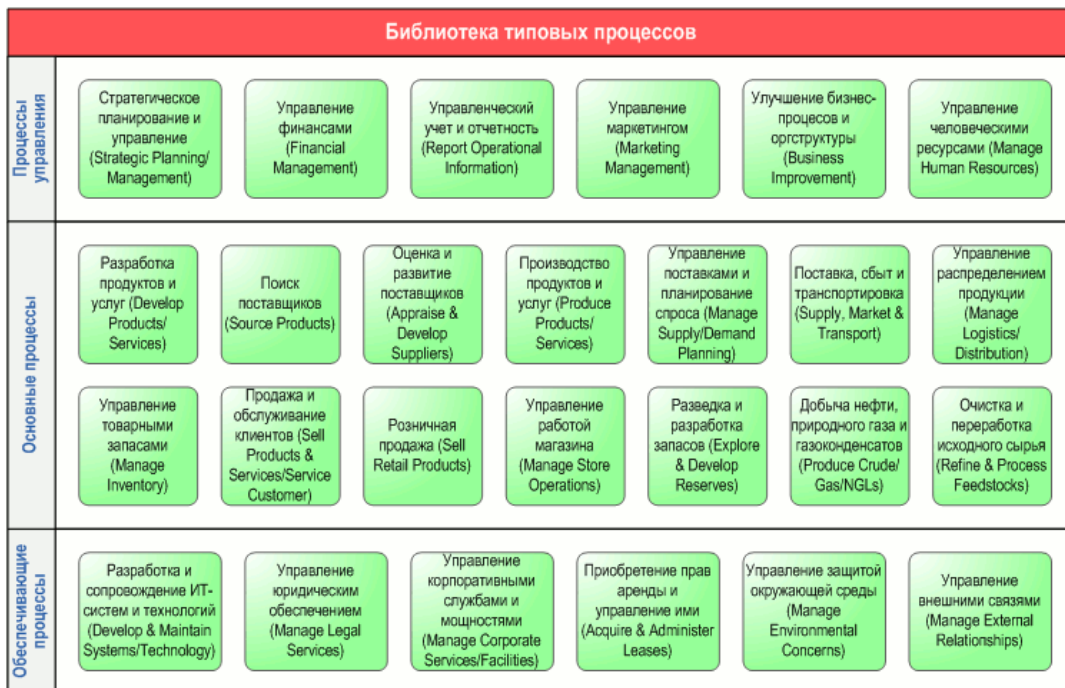 Библиотека типовых процессов
Процессы
управления
Стратегическое
планирование и
управление
(Strategic Planning/
Management)
Управление
финансами
(Financial
Management)
Управленческий
учет и отчетность
(Report Operational
Information)
Управление
маркетингом
(Marketing
Management)
Улучшение бизнес-
процесов и
оргструктуры
(Business
Improvement)
Управление
человеческими
ресурсами (Manage
Human Resources)
Основные процессы
Разработка
продуктов и
услуг (Develop
Products/
Services)
Поиск
поставщиков
(Source Products)
Оценка и
развитие
поставщиков
(Appraise &
Develop
Suppliers)
Производство
продуктов и
услуг (Produce
Products/
Services)
Управление
поставками и
планирование
спроса (Manage
Supply/Demand
Planning)
Поставка, сбыт и
транспортировка
(Supply, Market &
Transport)
Управление
распределением
продукции
(Manage
Logistics/
Distribution)
Управление
товарными
запасами
(Manage
Inventory)
Продажа и
обслуживание
клиентов (Sell
Products &
Services/Service
Customer)
Розничная
продажа (Sell
Retail Products)
Управление
работой
магазина
(Manage Store
Operations)
Разведка и
разработка
запасов (Explore
& Develop
Reserves)
Добыча нефти,
природного газа и
газоконденсатов
(Produce Crude/
Gas/NGLs)
Очистка и
переработка
исходного сырья
(Refine & Process
Feedstocks)
Обеспечивающие
процессы
Разработка и
сопровождение ИТ-
систем и технологий
(Develop & Maintain
Systems/Technology)
Управление
юридическим
обеспечением
(Manage Legal
Services)
Управление
корпоративными
службами и
мощностями
(Manage Corporate
Services/Facilities)
Приобретение прав
аренды и
управление ими
(Acquire & Administer
Leases)
Управление защитой
окружающей среды
(Manage
Environmental
Concerns)
Управление
внешними связями
(Manage External
Relationships)